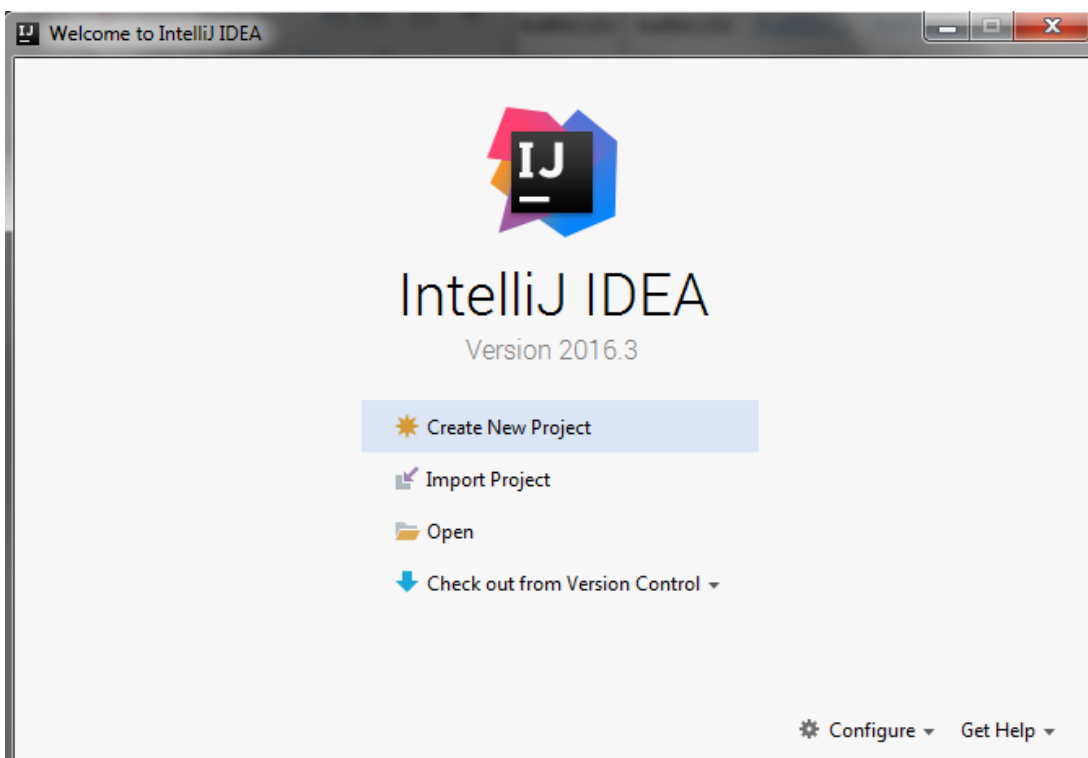 IJ Welcome to IntelliJ IDEA
IJ
IntelliJ IDEA
Version 2016.3
Create New Project
Import Project
Open
Check out from Version Control
Configure Get Help